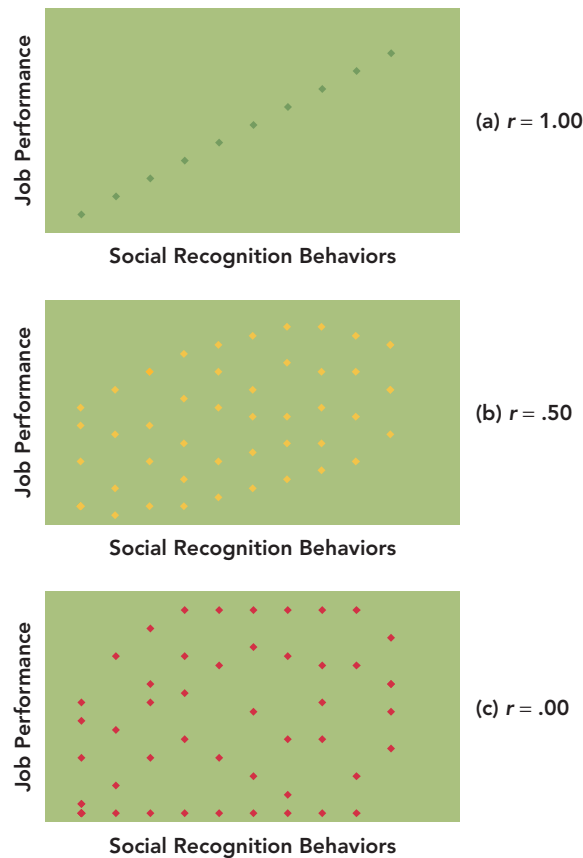 Job Performance
(a) r = 1.00
Social Recognition Behaviors
Job Performance
(b) r = .50
Social Recognition Behaviors
Job Performance
(c) r = .00
Social Recognition Behaviors